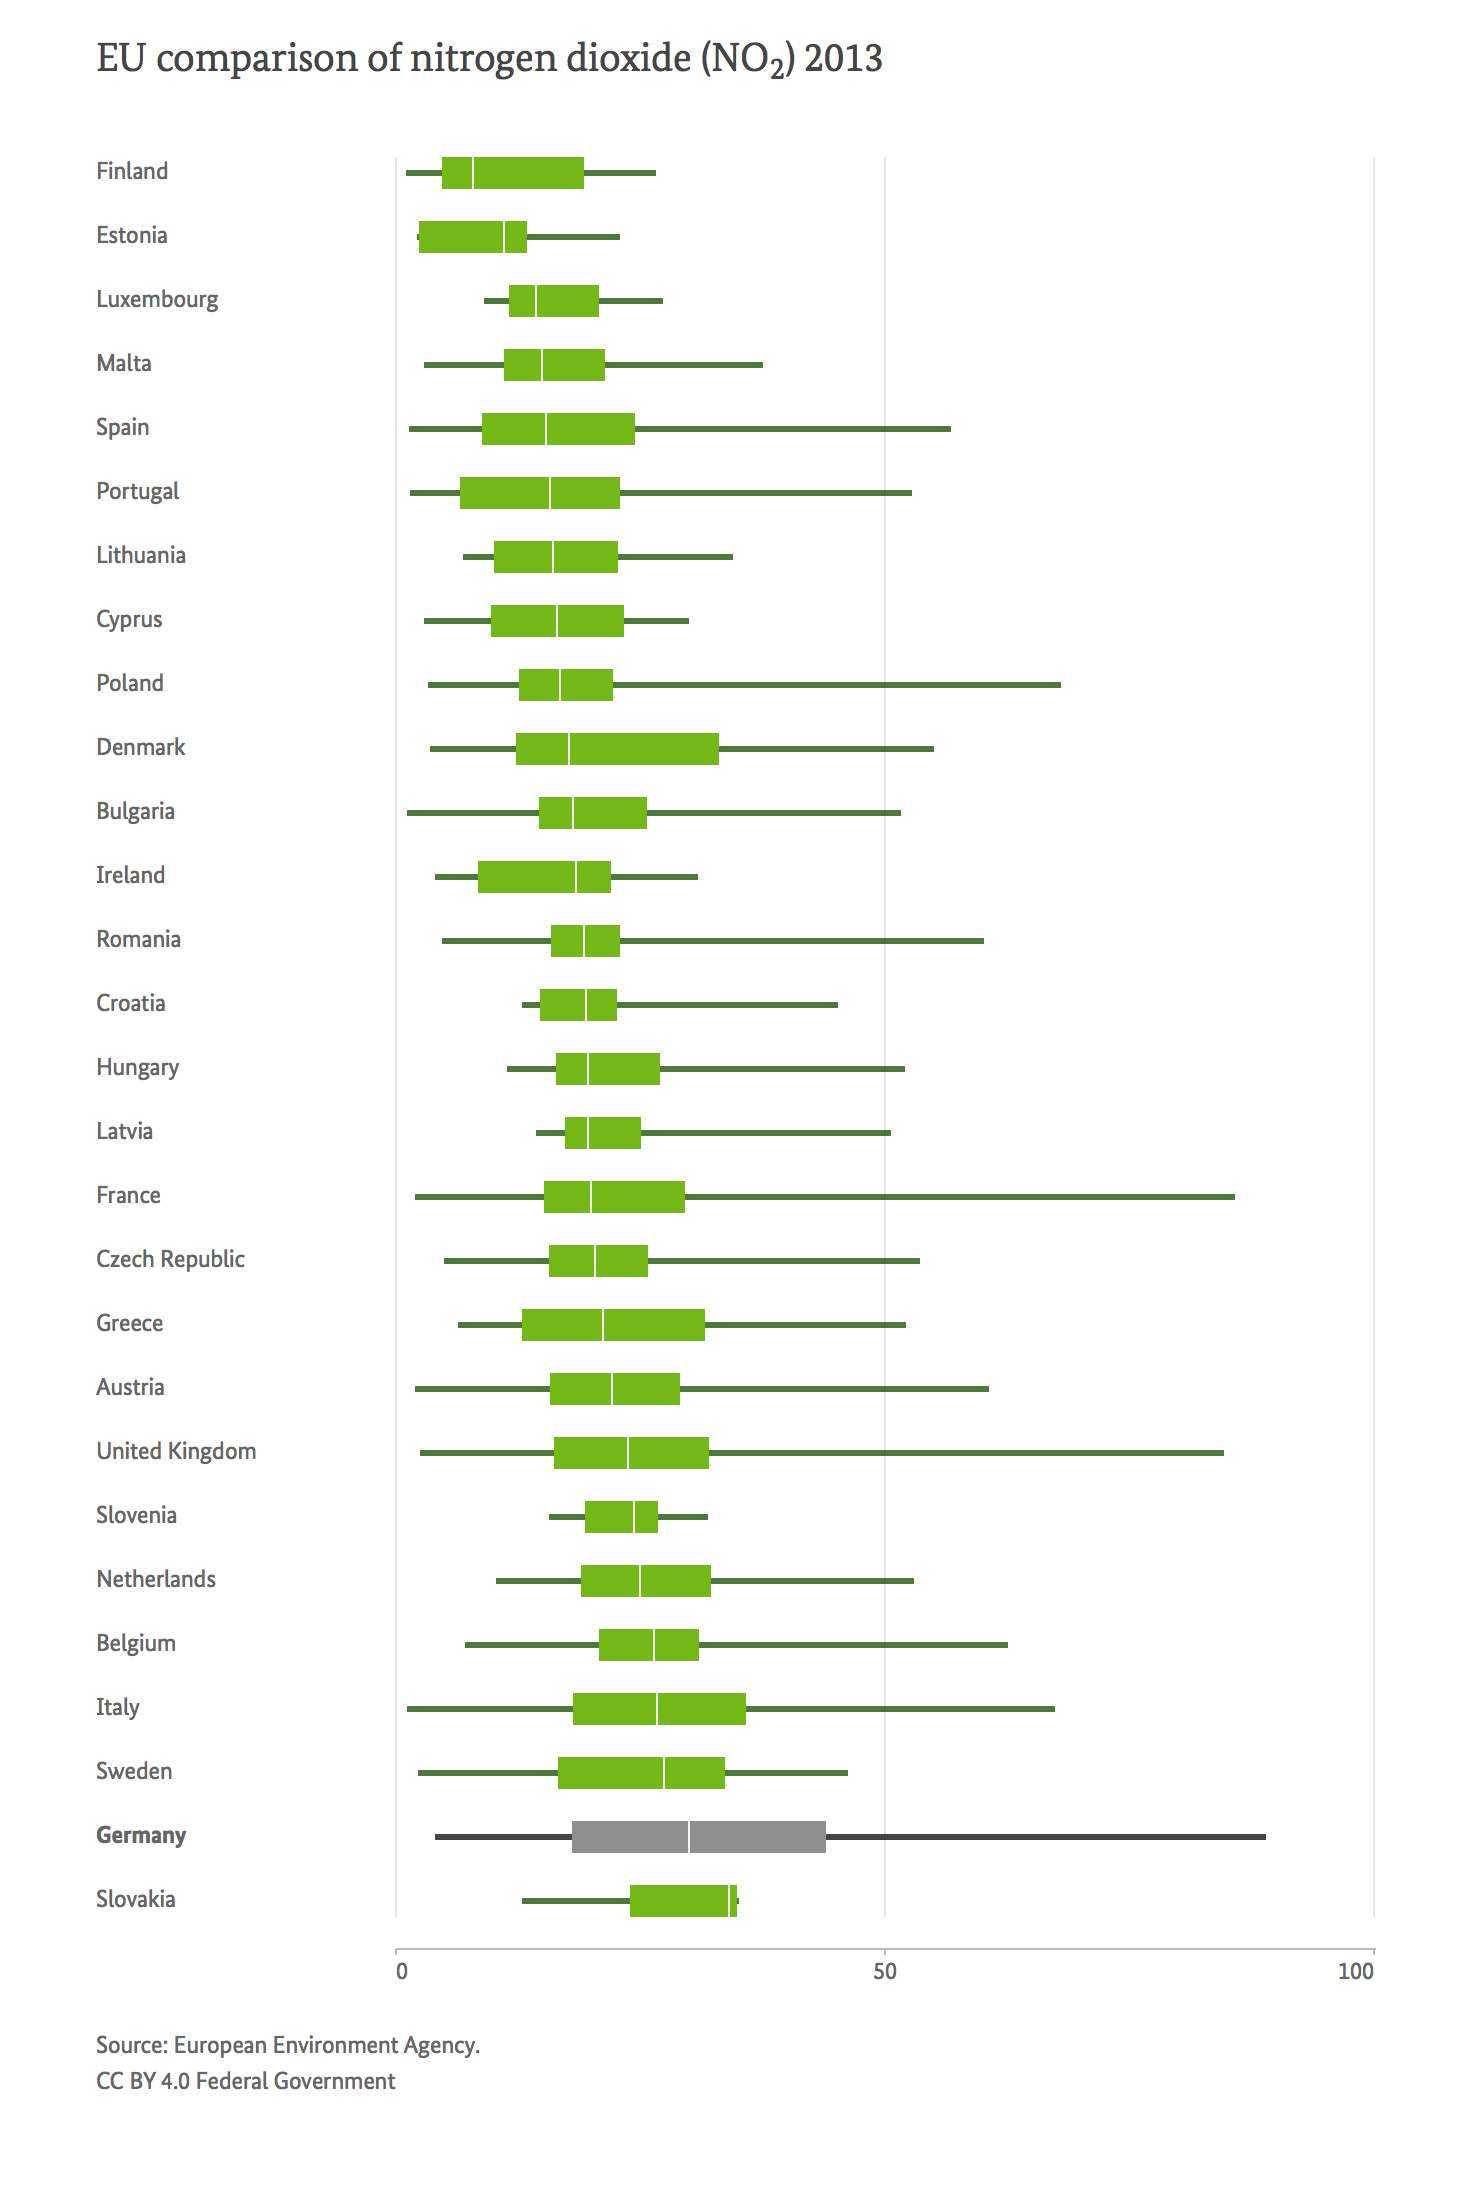 EU comparison of nitrogen dioxide (NO₂) 2013
Finland
Estonia
Luxembourg
Malta
Spain
Portugal
Lithuania
Cyprus
Poland
Denmark
Bulgaria
Ireland
Romania
Croatia
Hungary
Latvia
France
Czech Republic
Greece
Austria
United Kingdom
Slovenia
Netherlands
Belgium
Italy
Sweden
Germany
Slovakia
0 50 100
Source: European Environment Agency.
CC BY 4.0 Federal Government